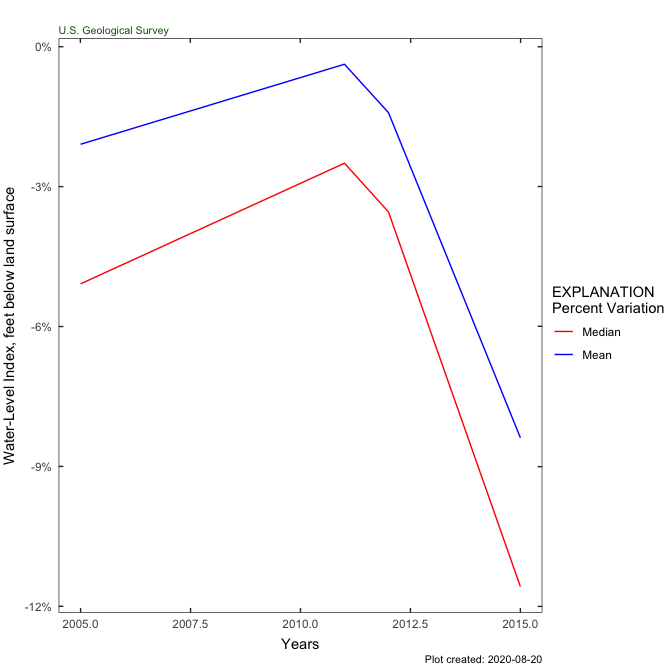 U.S. Geological Survey
0%
-3%
-6%
-9%
-12%
Water-Level Index, feet below land surface
2005.0 2007.5 2010.0 2012.5 2015.0
Years
EXPLANATION
Percent Variation
Median
Mean
Plot created: 2020-08-20